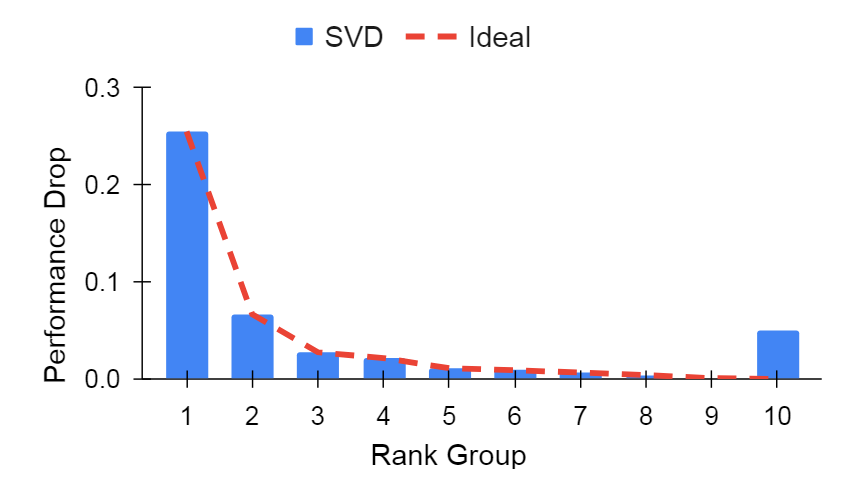 SVD Ideal
0.3
0.2
0.1
0.0
Performance Drop
1 2 3 4 5 6 7 8 9 10
Rank Group